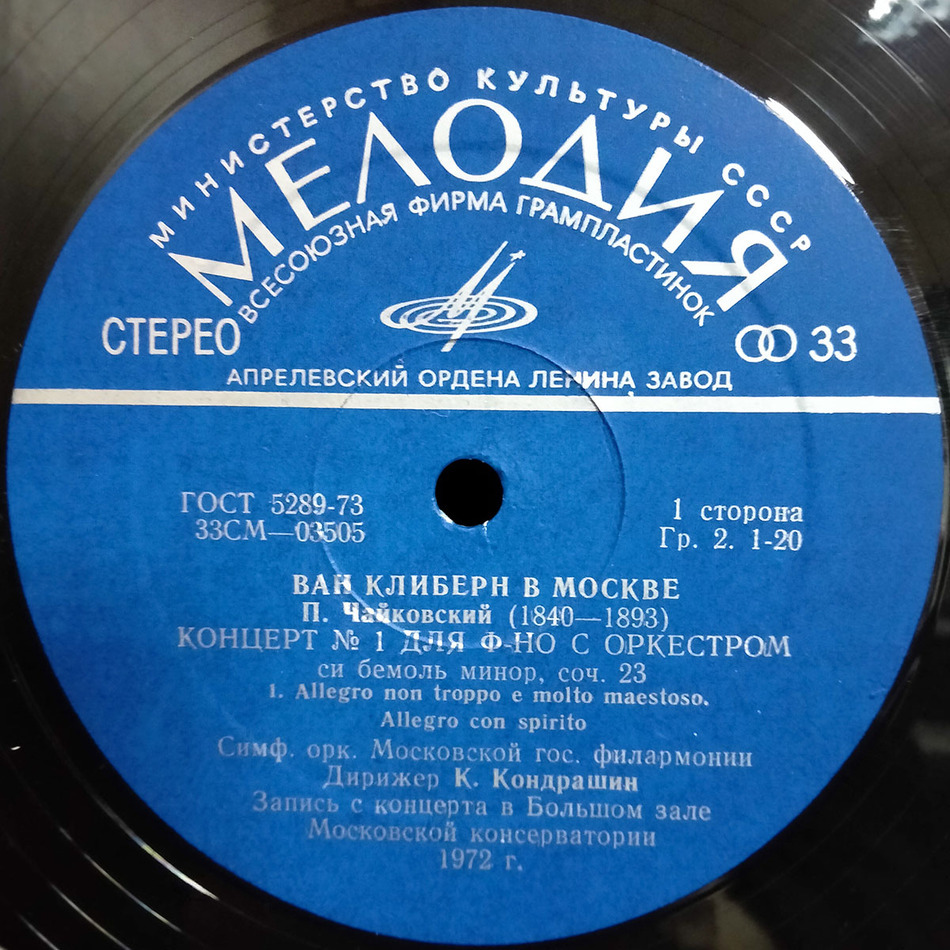 МИНИСТЕРСТВО КУЛЬТУРЫ СССР
МЕЛОДИЯ
ВСЕСОЮЗНАЯ ФИРМА ГРАМПЛАСТИНОК
СТЕРЕО
33
АПРЕЛЕВСКИЙ ОРДЕНА ЛЕНИНА ЗАВОД
ГОСТ 5289-73
33СМ—03505
1 сторона
Гр. 2. 1-20
ВАН КЛИБЕРН В МОСКВЕ
П. Чайковский (1840—1893)
КОНЦЕРТ № 1 ДЛЯ Ф-НО С ОРКЕСТРОМ
си бемоль минор, соч. 23
1. Allegro non troppo e molto maestoso.
Allegro con spirito
Симф. орк. Московской гос. филармонии
Дирижер К. Кондрашин
Запись с концерта в Большом зале
Московской консерватории
1972 г.